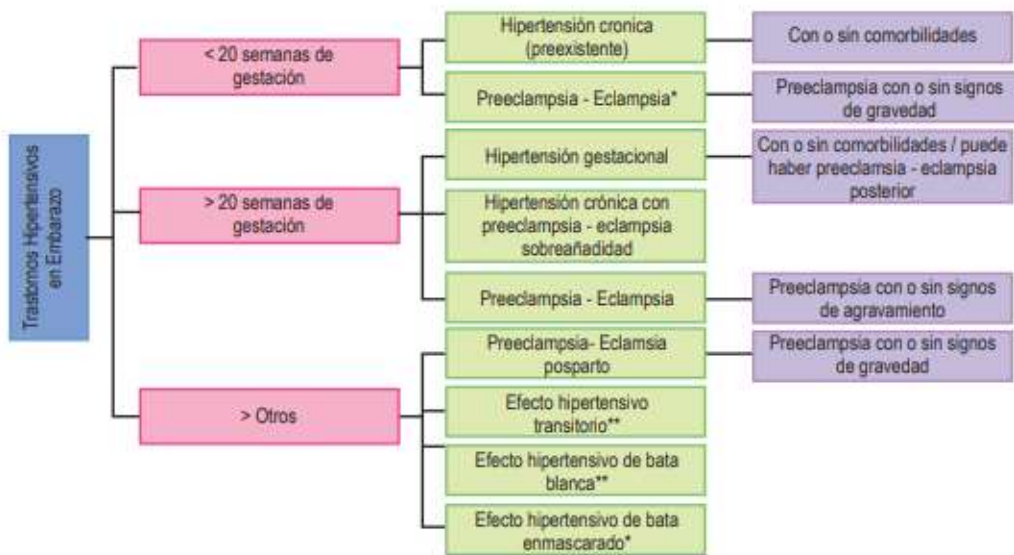 Trastornos Hipertensivos
en Embarazo
< 20 semanas de
gestación
Hipertensión cronica
(preexistente)
Con o sin comorbilidades
Preeclampsia - Eclampsia*
Preeclampsia con o sin signos
de gravedad
> 20 semanas de
gestación
Hipertensión gestacional
Con o sin comorbilidades / puede
haber preeclamsia - eclampsia
posterior
Hipertensión crónica con
preeclampsia - eclampsia
sobreañadidad
Preeclampsia - Eclampsia
Preeclampsia con o sin signos
de agravamiento
> Otros
Preeclampsia- Eclamsia
posparto
Preeclampsia con o sin signos
de gravedad
Efecto hipertensivo
transitorio**
Efecto hipertensivo de bata
blanca**
Efecto hipertensivo de bata
enmascarado*